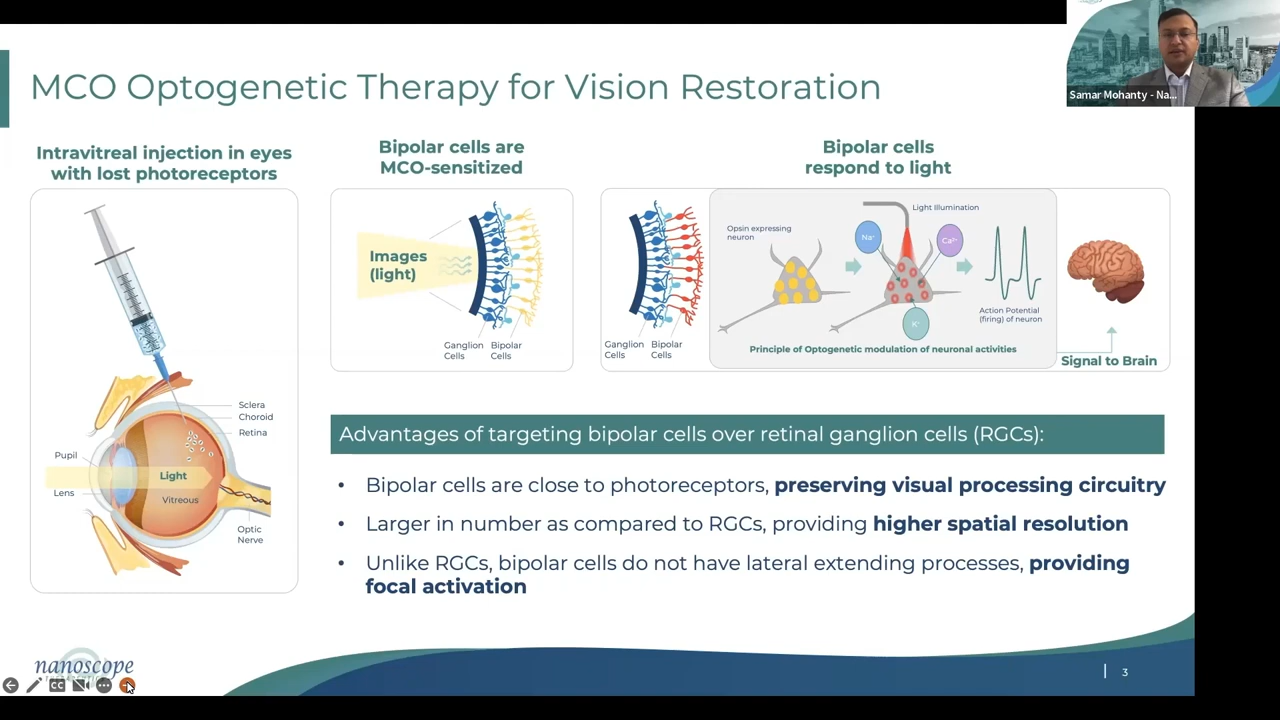 MCO Optogenetic Therapy for Vision Restoration
Samar Mohanty - Na...
Intravitreal injection in eyes
with lost photoreceptors
Sclera
Choroid
Retina
Pupil
Light
Lens
Vitreous
Optic
Nerve
Bipolar cells are
MCO-sensitized
Images
(light)
Ganglion
Cells
Bipolar
Cells
Bipolar cells
respond to light
Ganglion
Cells
Bipolar
Cells
Opsin expressing
neuron
Light Illumination
Na⁺
Ca²⁺
K⁺
Action Potential
(firing) of neuron
Principle of Optogenetic modulation of neuronal activities
Signal to Brain
Advantages of targeting bipolar cells over retinal ganglion cells (RGCs):
• Bipolar cells are close to photoreceptors, preserving visual processing circuitry
• Larger in number as compared to RGCs, providing higher spatial resolution
• Unlike RGCs, bipolar cells do not have lateral extending processes, providing
focal activation
nanoscope
CC
3